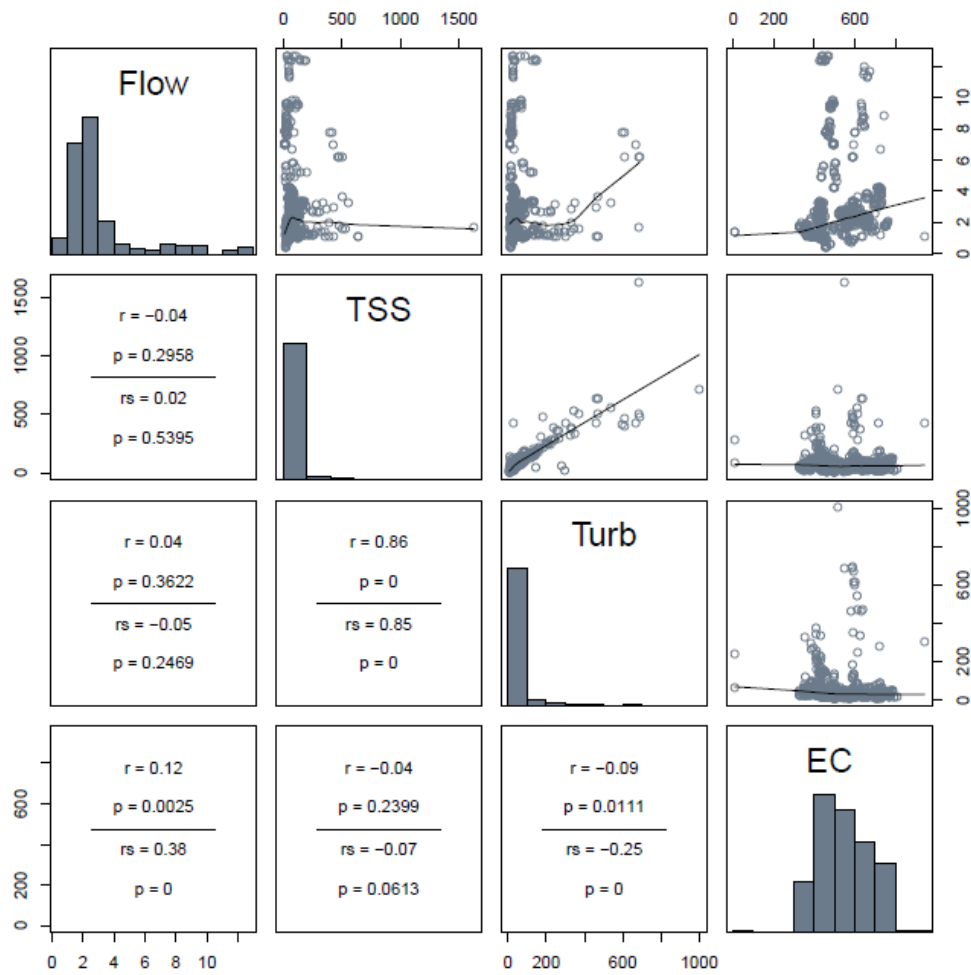 0 500 1000 1500
0 600
Flow
0 2 4 6 8 10
0 500 1000 1500
r = −0.04
p = 0.2958
rs = 0.02
p = 0.5395
TSS
r = 0.04
p = 0.3622
rs = −0.05
p = 0.2469
r = 0.86
p = 0
rs = 0.85
p = 0
Turb
0 200 600 1000
0 200 600
r = 0.12
p = 0.0025
rs = 0.38
p = 0
r = −0.04
p = 0.2399
rs = −0.07
p = 0.0613
r = −0.09
p = 0.0111
rs = −0.25
p = 0
EC
0 2 4 6 8 10
0 200 600 1000